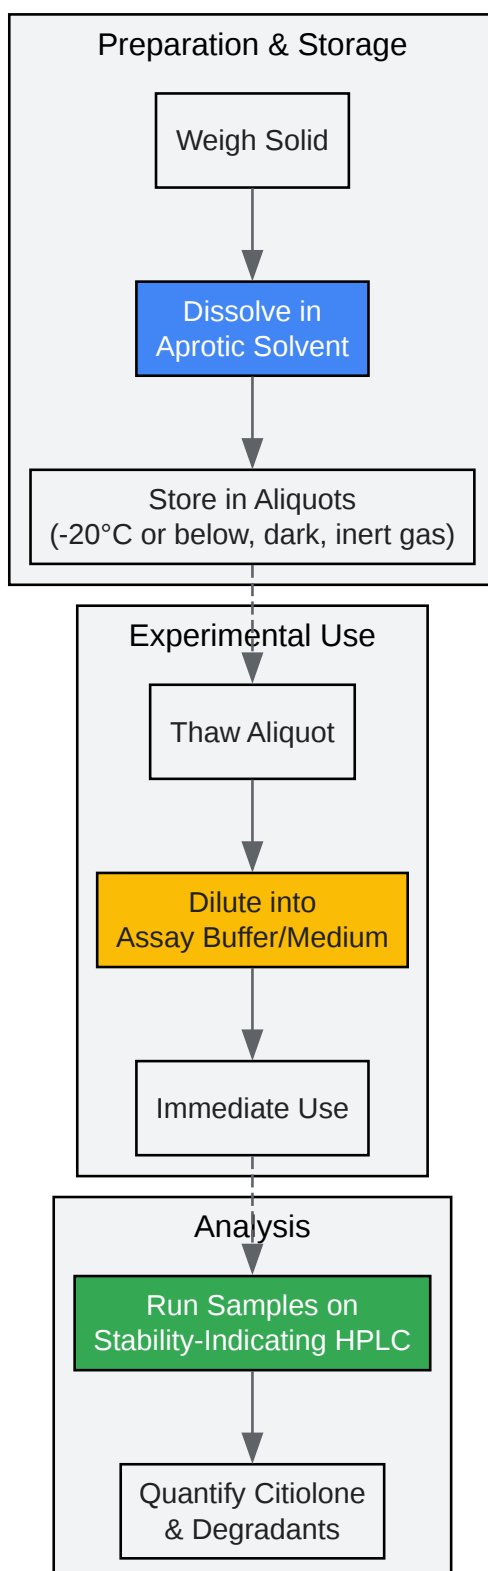 Preparation & Storage
Weigh Solid
Dissolve in
Aprotic Solvent
Store in Aliquots
(-20°C or below, dark, inert gas)
Experimental Use
Thaw Aliquot
Dilute into
Assay Buffer/Medium
Immediate Use
Analysis
Run Samples on
Stability-Indicating HPLC
Quantify Citiolone
& Degradants